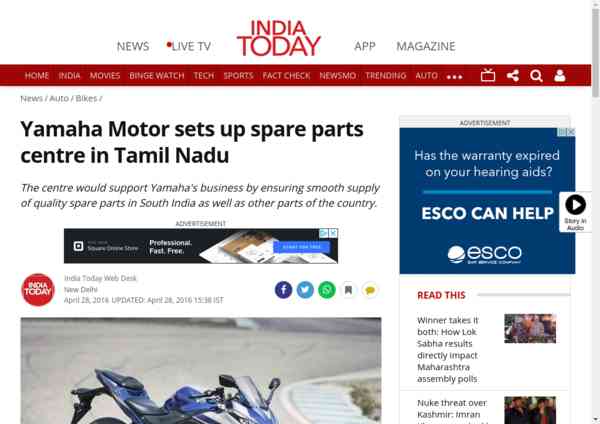 NEWS
LIVE TV
INDIA
TODAY
APP
MAGAZINE
HOME INDIA MOVIES BINGE WATCH TECH SPORTS FACT CHECK NEWSMO TRENDING AUTO
News / Auto / Bikes /
Yamaha Motor sets up spare parts
centre in Tamil Nadu
The centre would support Yamaha's business by ensuring smooth supply
of quality spare parts in South India as well as other parts of the country.
ADVERTISEMENT
Square Online Store
Professional.
Fast. Free.
START FOR FREE
INDIA
TODAY
India Today Web Desk
New Delhi
April 28, 2016 UPDATED: April 28, 2016 15:38 IST
ADVERTISEMENT
Has the warranty expired
on your hearing aids?
ESCO CAN HELP
esco
EAR SERVICE COMPANY
Story in
Audio
READ THIS
Winner takes it
both: How Lok
Sabha results
directly impact
Maharashtra
assembly polls
Nuke threat over
Kashmir: Imran